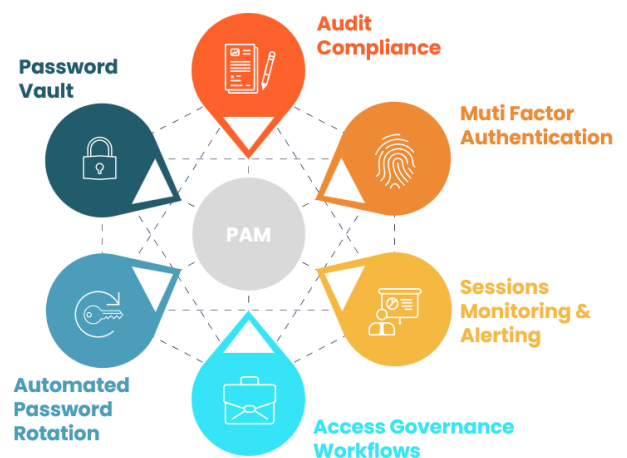 Audit
Compliance
Password
Vault
Muti Factor
Authentication
PAM
Sessions
Monitoring &
Alerting
Automated
Password
Rotation
Access Governance
Workflows